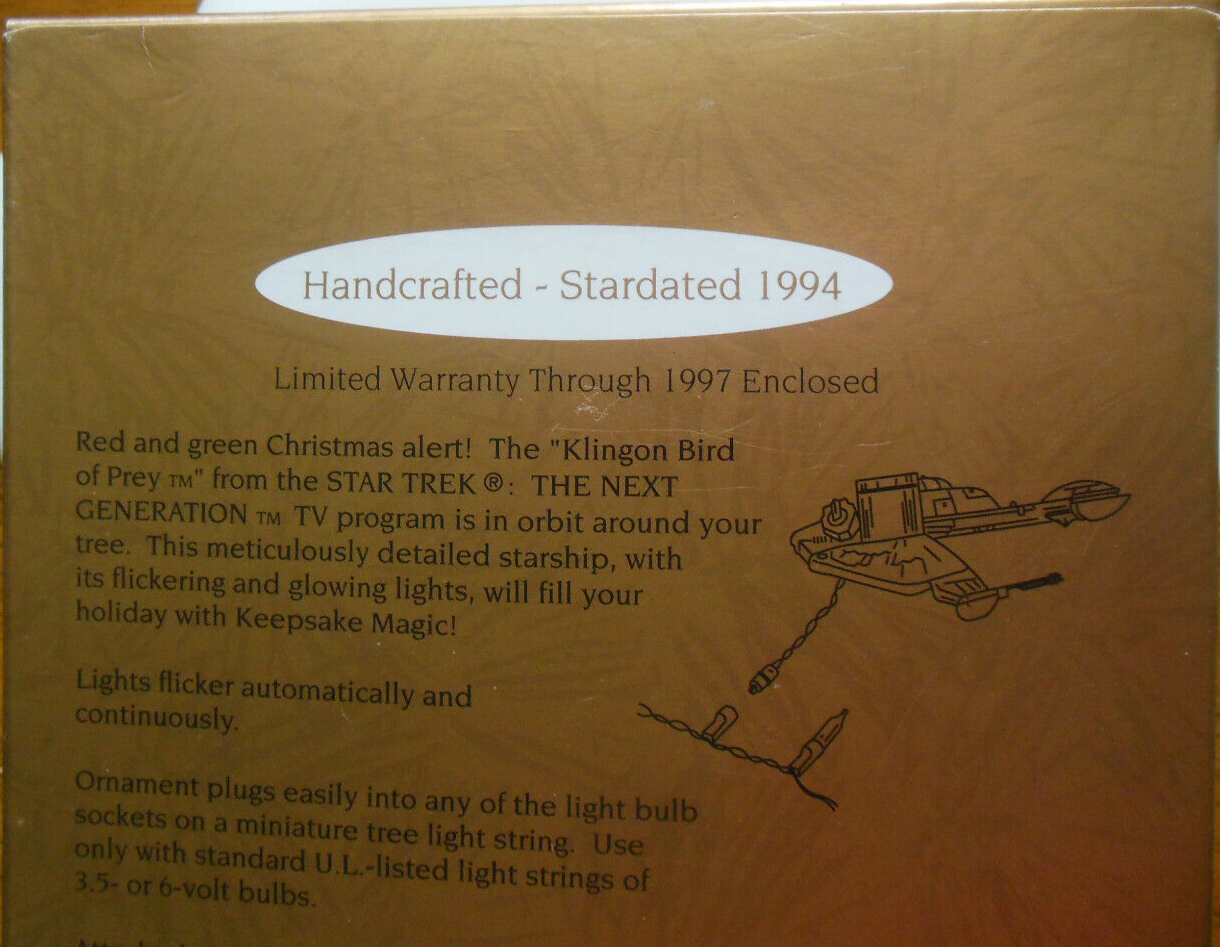 Handcrafted - Stardated 1994
Limited Warranty Through 1997 Enclosed
Red and green Christmas alert! The "Klingon Bird
of Prey TM" from the STAR TREK ®: THE NEXT
GENERATION TM TV program is in orbit around your
tree. This meticulously detailed starship, with
its flickering and glowing lights, will fill your
holiday with Keepsake Magic!
Lights flicker automatically and
continuously.
Ornament plugs easily into any of the light bulb
sockets on a miniature tree light string. Use
only with standard U.L.-listed light strings of
3.5- or 6-volt bulbs.